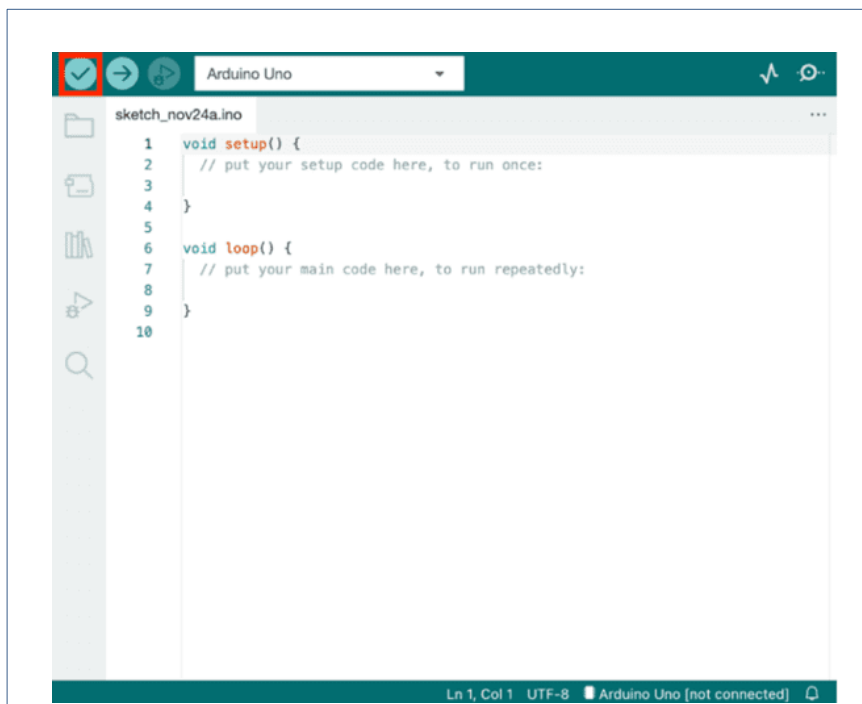 Arduino Uno
sketch_nov24a.ino
...
1 void setup() {
2 // put your setup code here, to run once:
3
4 }
5
6 void loop() {
7 // put your main code here, to run repeatedly:
8
9 }
10
Ln 1, Col 1 UTF-8 Arduino Uno [not connected]